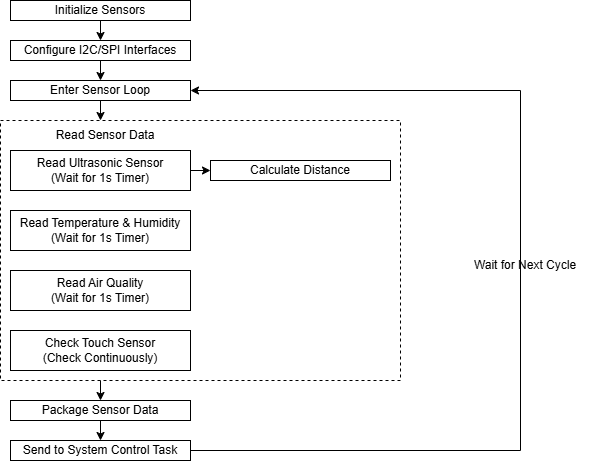 Initialize Sensors
Configure I2C/SPI Interfaces
Enter Sensor Loop
Read Sensor Data
Read Ultrasonic Sensor
(Wait for 1s Timer)
Calculate Distance
Read Temperature & Humidity
(Wait for 1s Timer)
Wait for Next Cycle
Read Air Quality
(Wait for 1s Timer)
Check Touch Sensor
(Check Continuously)
Package Sensor Data
Send to System Control Task